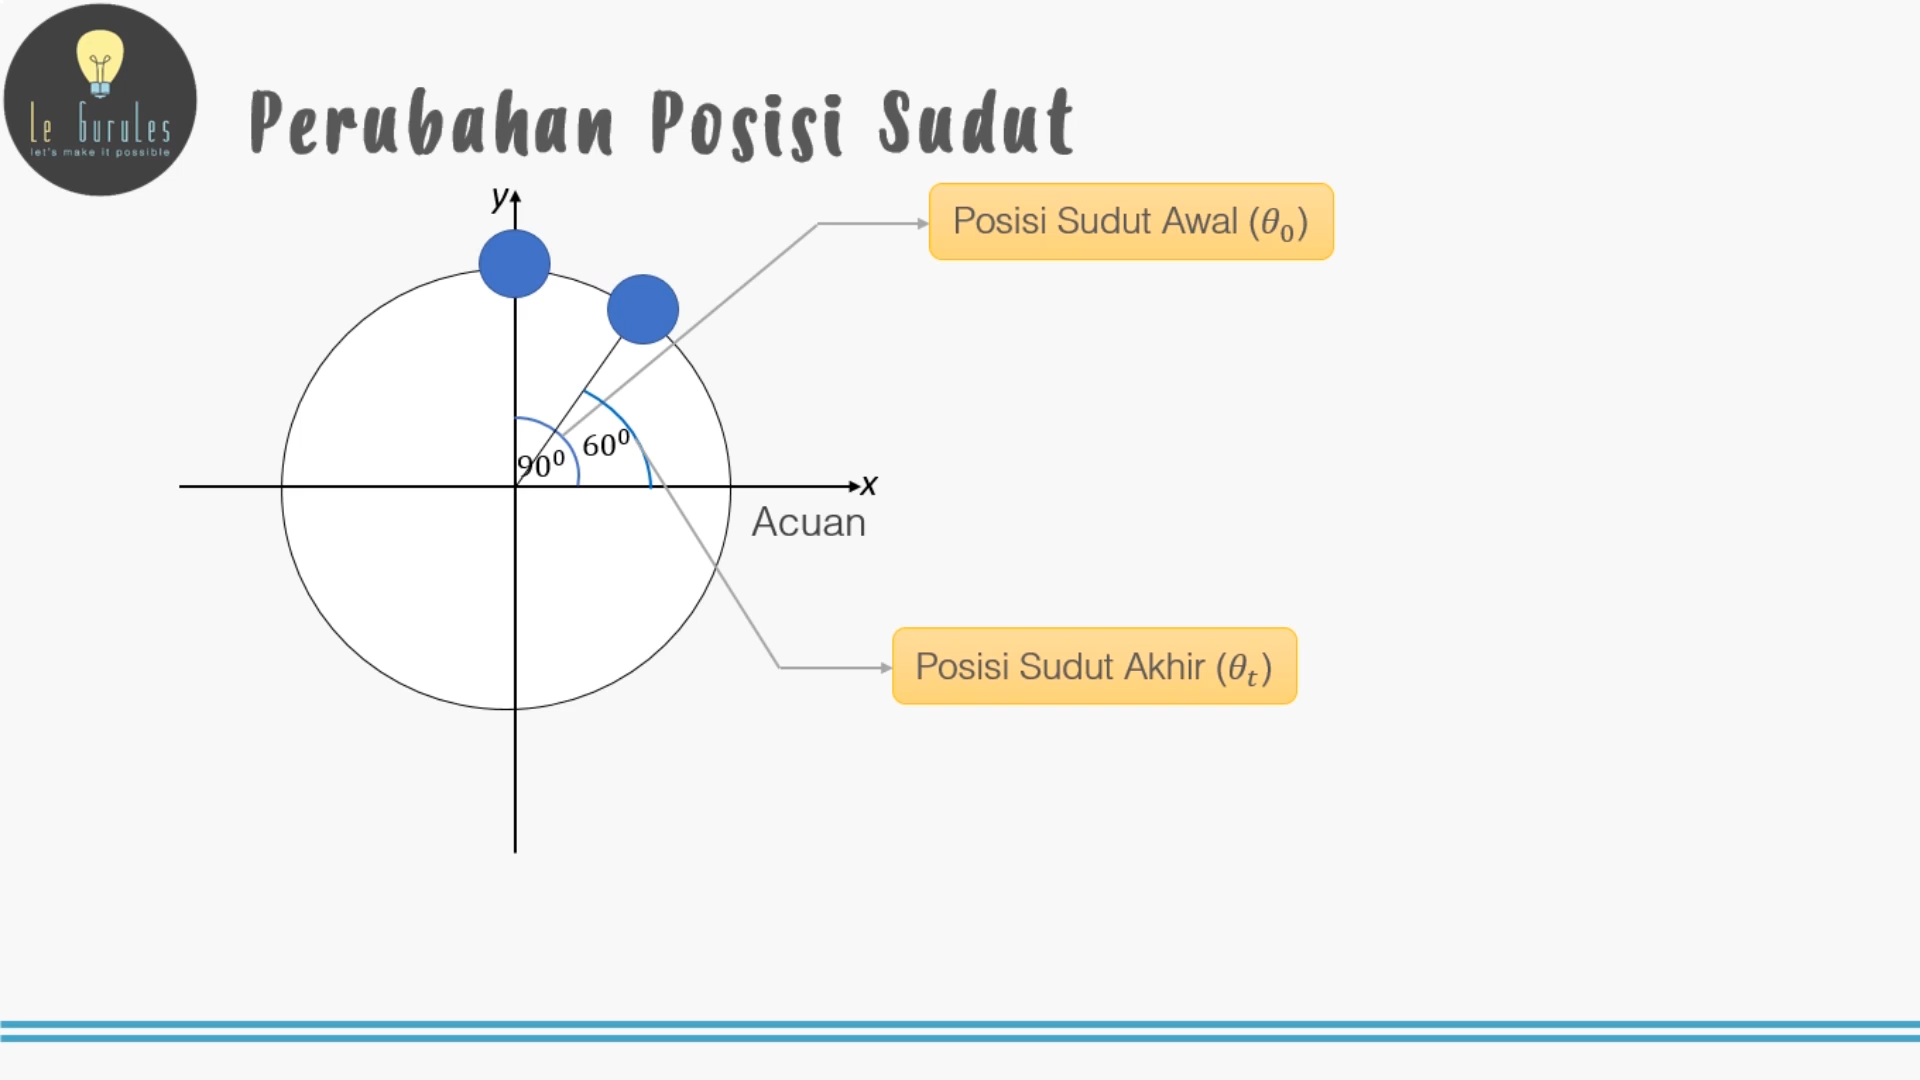 Le GuruLes
let's make it possible
Perubahan Posisi Sudut
y
Posisi Sudut Awal (θ₀)
60⁰
90⁰
x
Acuan
Posisi Sudut Akhir (θₜ)